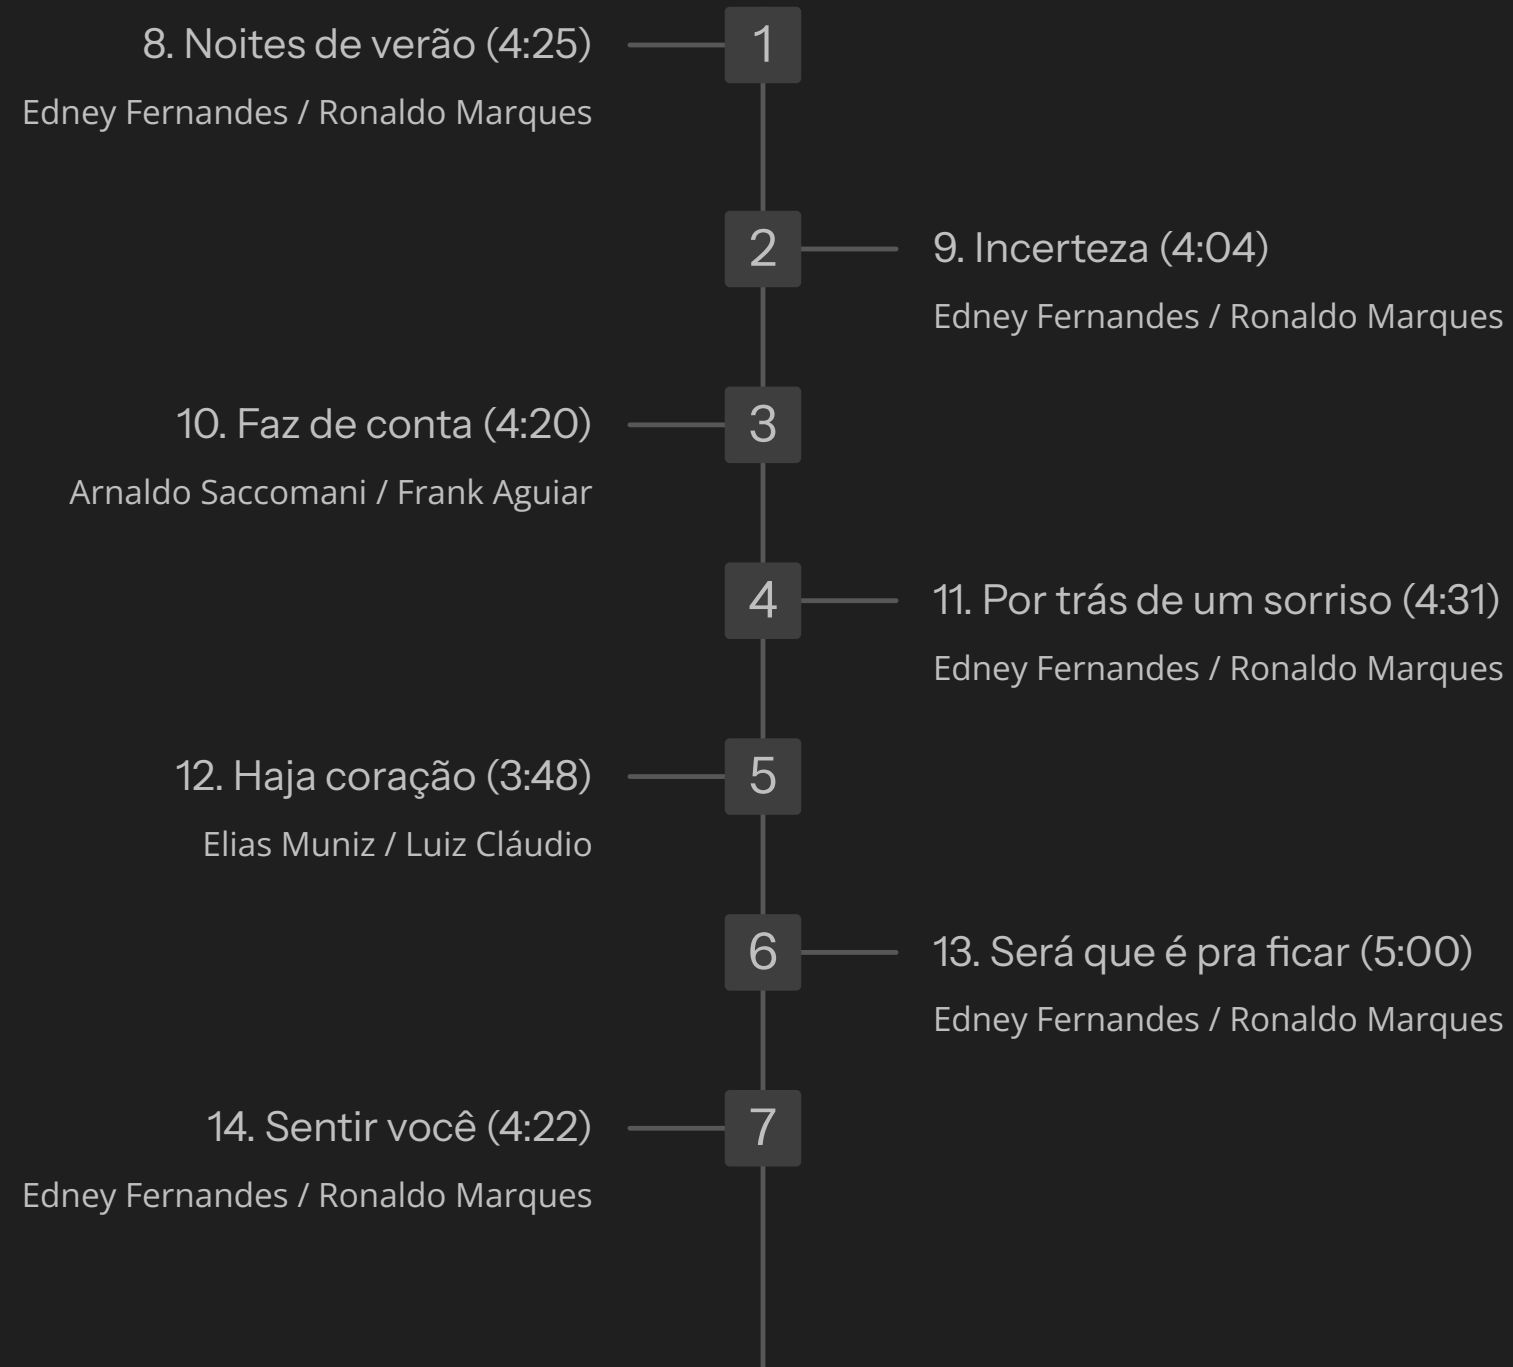 8. Noites de verão (4:25)
1
Edney Fernandes / Ronaldo Marques
2
9. Incerteza (4:04)
Edney Fernandes / Ronaldo Marques
10. Faz de conta (4:20)
3
Arnaldo Saccomani / Frank Aguiar
4
11. Por trás de um sorriso (4:31)
Edney Fernandes / Ronaldo Marques
12. Haja coração (3:48)
5
Elias Muniz / Luiz Cláudio
6
13. Será que é pra ficar (5:00)
Edney Fernandes / Ronaldo Marques
14. Sentir você (4:22)
7
Edney Fernandes / Ronaldo Marques